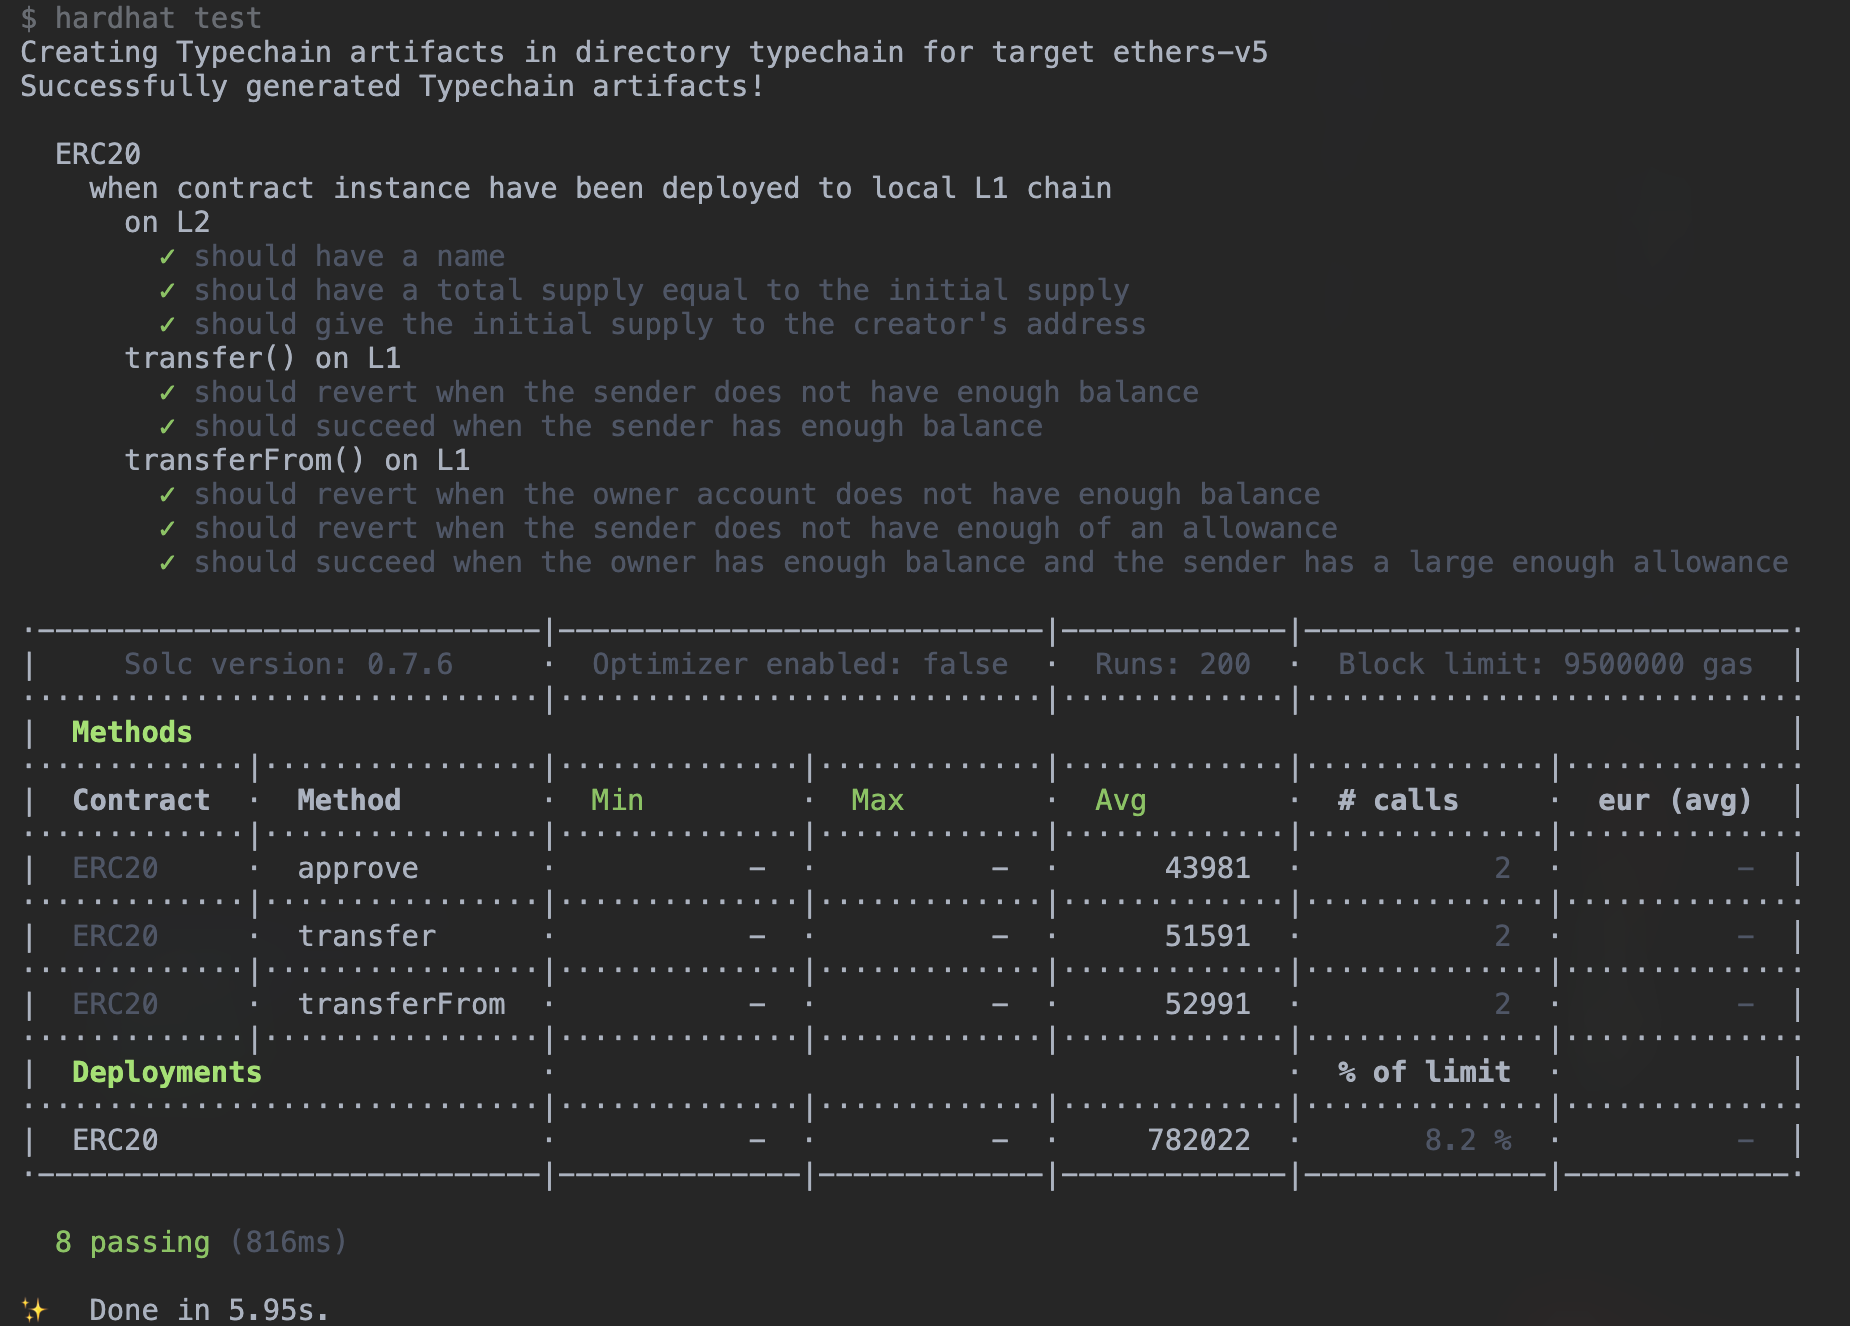 $ hardhat test
Creating Typechain artifacts in directory typechain for target ethers-v5
Successfully generated Typechain artifacts!
ERC20
when contract instance have been deployed to local L1 chain
on L2
✓ should have a name
✓ should have a total supply equal to the initial supply
✓ should give the initial supply to the creator's address
transfer() on L1
✓ should revert when the sender does not have enough balance
✓ should succeed when the sender has enough balance
transferFrom() on L1
✓ should revert when the owner account does not have enough balance
✓ should revert when the sender does not have enough of an allowance
✓ should succeed when the owner has enough balance and the sender has a large enough allowance
| Solc version: 0.7.6 · Optimizer enabled: false · Runs: 200 · Block limit: 9500000 gas |
| Methods |
| Contract · Method · Min · Max · Avg · # calls · eur (avg) |
| ERC20 · approve · - · - · 43981 · 2 · - |
| ERC20 · transfer · - · - · 51591 · 2 · - |
| ERC20 · transferFrom · - · - · 52991 · 2 · - |
| Deployments · · % of limit · |
| ERC20 · - · - · 782022 · 8.2 % · - |
8 passing (816ms)
✨ Done in 5.95s.